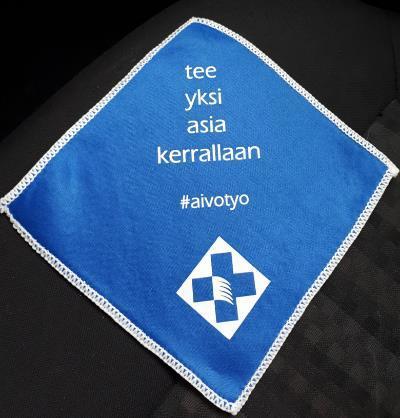 tee
yksi
asia
kerrallaan
#aivotyo